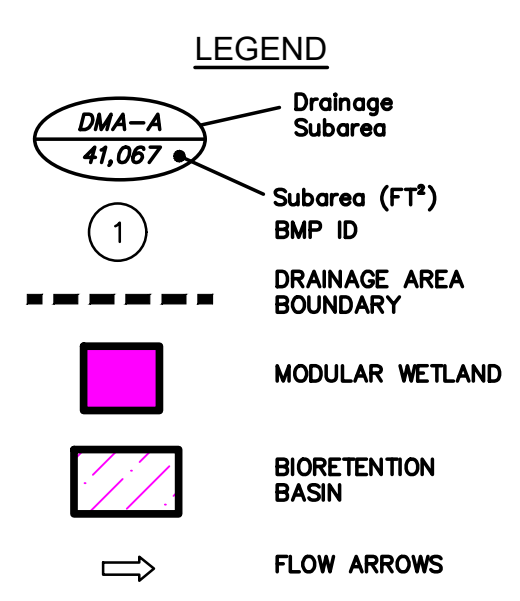 LEGEND
DMA-A
41,067
Drainage
Subarea
Subarea (FT²)
1
BMP ID
DRAINAGE AREA
BOUNDARY
MODULAR WETLAND
BIORETENTION
BASIN
FLOW ARROWS